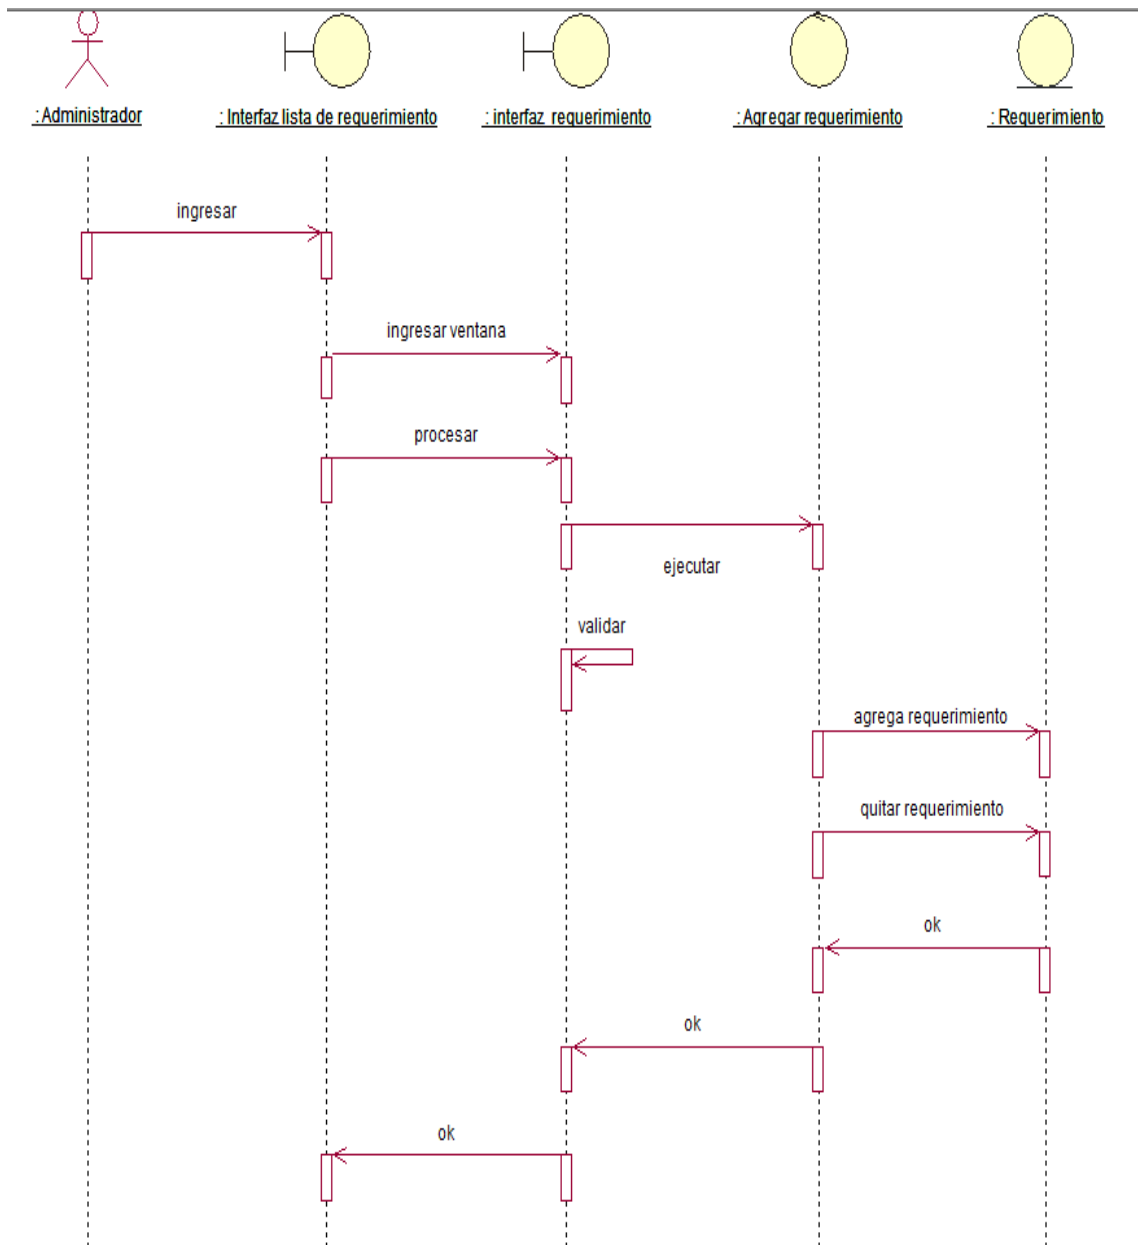 : Administrador
: Interfaz lista de requerimiento
: interfaz requerimiento
: Agregar requerimiento
: Requerimiento
ingresar
ingresar ventana
procesar
ejecutar
validar
agrega requerimiento
quitar requerimiento
ok
ok
ok